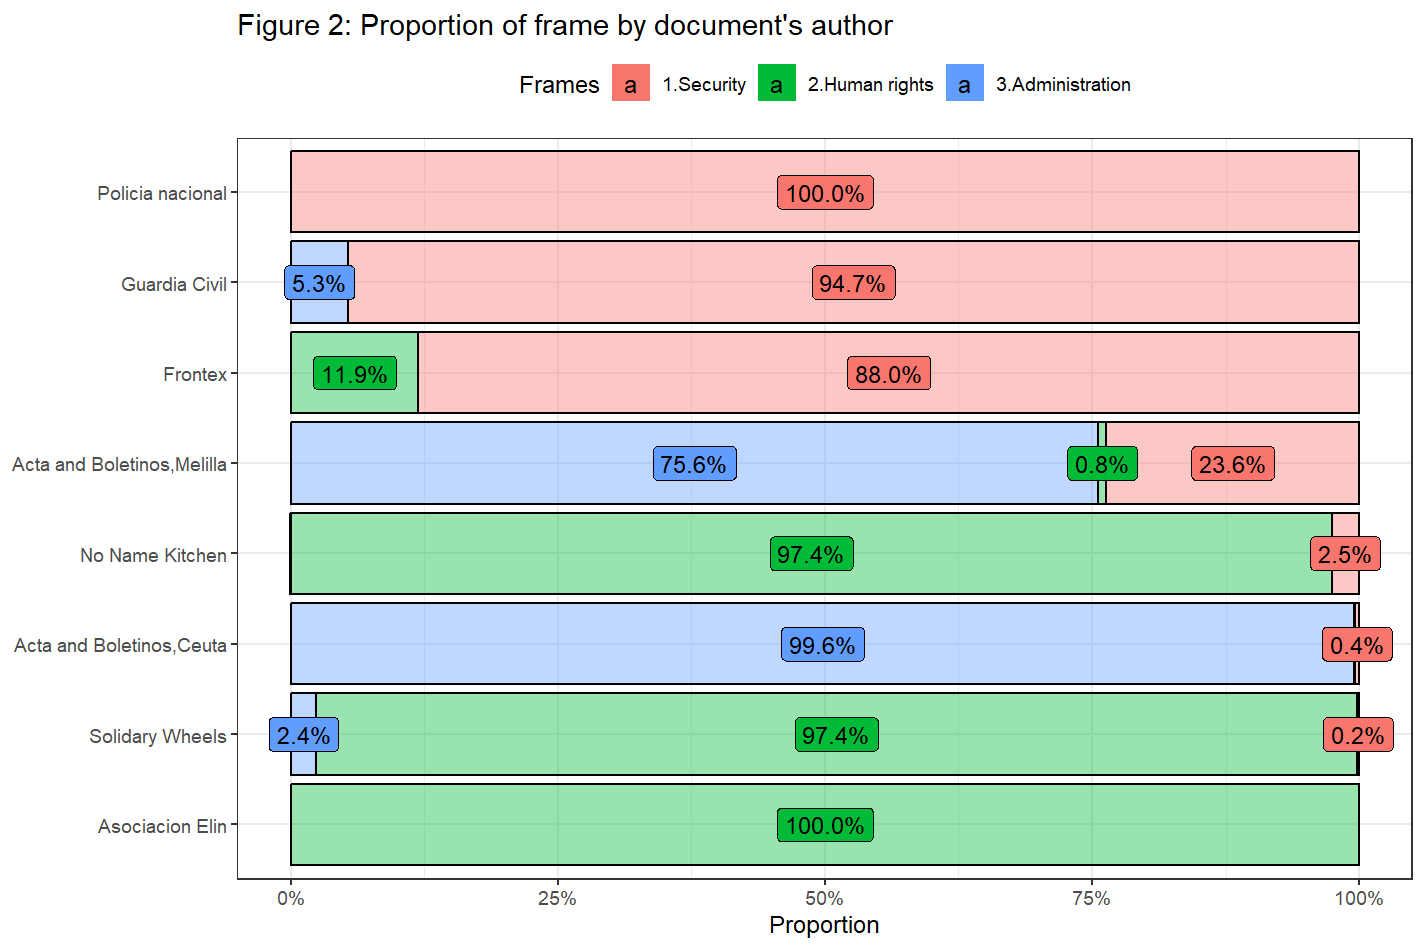 Figure 2: Proportion of frame by document's author
Frames a 1.Security a 2.Human rights a 3.Administration
Policia nacional 100.0%
Guardia Civil 5.3% 94.7%
Frontex 11.9% 88.0%
Acta and Boletinos,Melilla 75.6% 0.8% 23.6%
No Name Kitchen 97.4% 2.5%
Acta and Boletinos,Ceuta 99.6% 0.4%
Solidary Wheels 2.4% 97.4% 0.2%
Asociacion Elin 100.0%
0% 25% 50% 75% 100%
Proportion